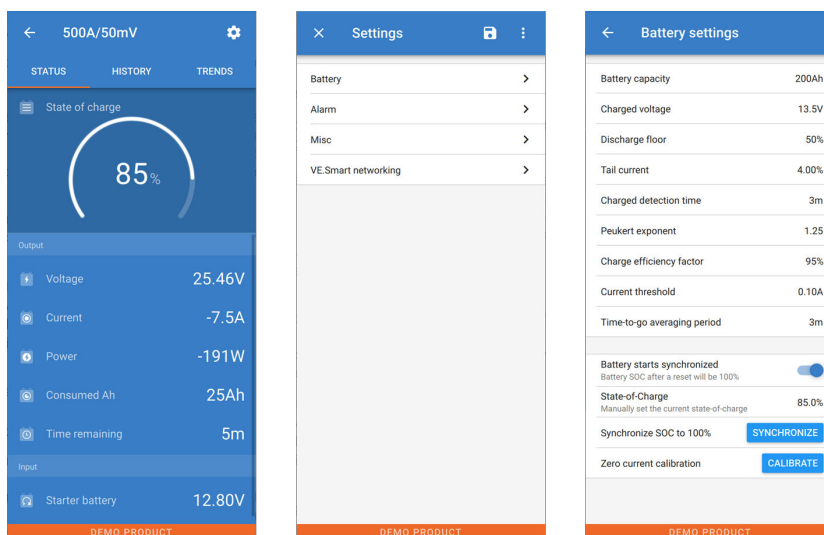 500A/50mV
STATUS HISTORY TRENDS
State of charge
85%
Output
Voltage 25.46V
Current -7.5A
Power -191W
Consumed Ah 25Ah
Time remaining 5m
Input
Starter battery 12.80V
DEMO PRODUCT
Settings
Battery
Alarm
Misc
VE.Smart networking
DEMO PRODUCT
Battery settings
Battery capacity 200Ah
Charged voltage 13.5V
Discharge floor 50%
Tail current 4.00%
Charged detection time 3m
Peukert exponent 1.25
Charge efficiency factor 95%
Current threshold 0.10A
Time-to-go averaging period 3m
Battery starts synchronized
Battery SOC after a reset will be 100%
State-of-Charge 85.0%
Manually set the current state-of-charge
Synchronize SOC to 100% SYNCHRONIZE
Zero current calibration CALIBRATE
DEMO PRODUCT